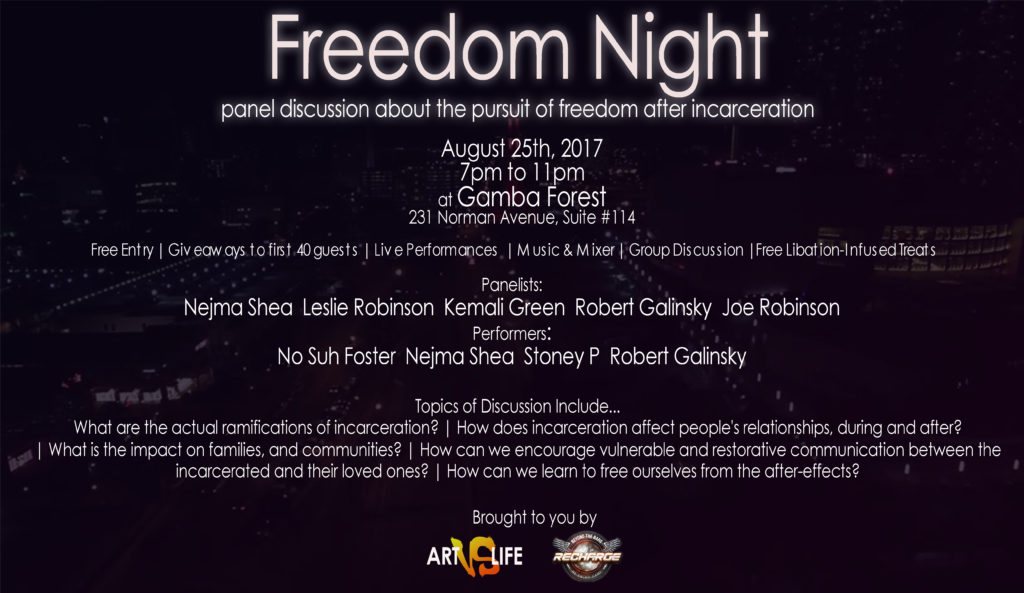 Freedom Night
panel discussion about the pursuit of freedom after incarceration
August 25th, 2017
7pm to 11pm
at Gamba Forest
231 Norman Avenue, Suite #114
Free Entry | Giveaways to first 40 guests | Live Performances | Music & Mixer | Group Discussion | Free Libation-Infused Treats
Panelists:
Nejma Shea Leslie Robinson Kemali Green Robert Galinsky Joe Robinson
Performers:
No Suh Foster Nejma Shea Stoney P Robert Galinsky
Topics of Discussion Include...
What are the actual ramifications of incarceration? | How does incarceration affect people's relationships, during and after?
| What is the impact on families, and communities? | How can we encourage vulnerable and restorative communication between the
incarcerated and their loved ones? | How can we learn to free ourselves from the after-effects?
Brought to you by
ART VS LIFE
BEYOND THE BARS
RECHARGE